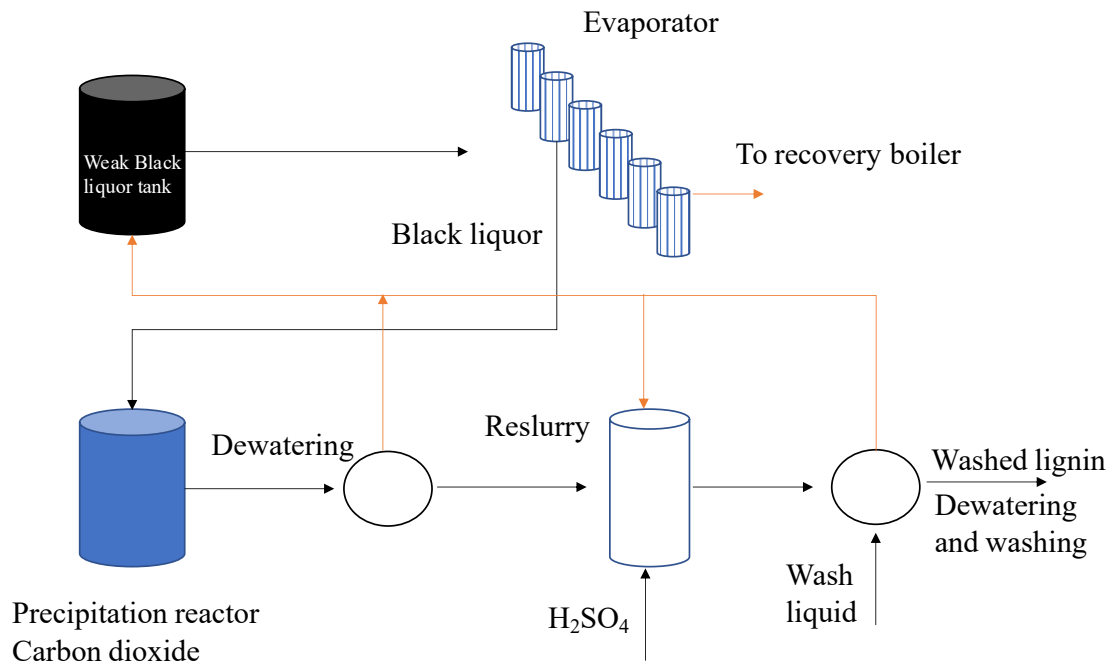 Evaporator
Weak Black
liquor tank
To recovery boiler
Black liquor
Dewatering
Reslurry
Washed lignin
Dewatering
and washing
Wash
liquid
H₂SO₄
Precipitation reactor
Carbon dioxide